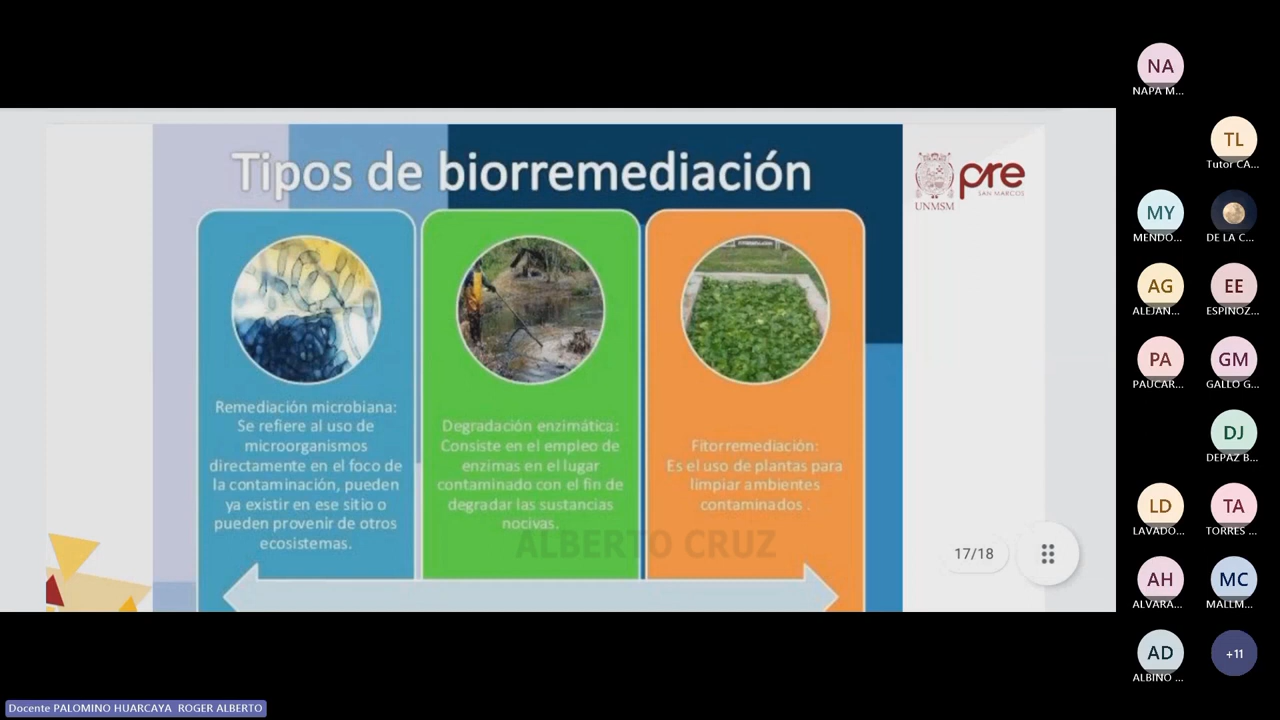 Tipos de biorremediación
UNMSM
pre
SAN MARCOS
Remediación microbiana:
Se refiere al uso de
microorganismos
directamente en el foco de
la contaminación, pueden
ya existir en ese sitio o
pueden provenir de otros
ecosistemas.
Degradación enzimática:
Consiste en el empleo de
enzimas en el lugar
contaminado con el fin de
degradar las sustancias
nocivas.
Fitorremediación:
Es el uso de plantas para
limpiar ambientes
contaminados .
ALBERTO CRUZ
17/18
NA
NAPA M...
TL
Tutor CA...
MY
MENDO...
DE LA C...
AG
ALEJAN...
EE
ESPINOZ...
PA
PAUCAR...
GM
GALLO G...
DJ
DEPAZ B...
LD
LAVADO...
TA
TORRES ...
AH
ALVARA...
MC
MALLM...
AD
ALBINO ...
+11
Docente PALOMINO HUARCAYA ROGER ALBERTO